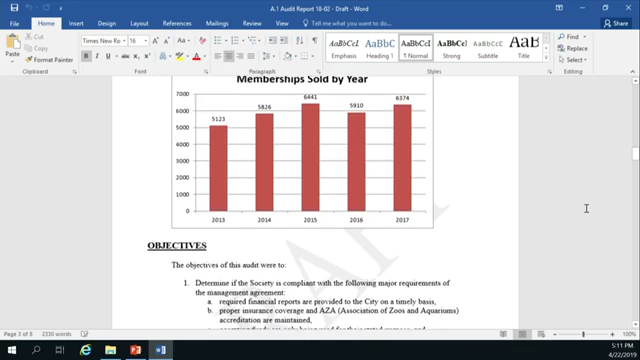 A.1 Audit Report 18-02 - Draft - Word
File Home Insert Design Layout References Mailings Review View Tell me what you want to do
Cut
Copy
Format Painter
Paste
Clipboard
Times New Ro 16
Font
Paragraph
AaBbCcI AaBbC AaBbCcI AaBbCcL AaBbCcI AaB
Emphasis Heading 1 1 Normal Strong Subtitle Title
Styles
Find
Replace
Select
Editing
Memberships Sold by Year
7000
6000
5000
4000
3000
2000
1000
0
5123 5826 6441 5910 6374
2013 2014 2015 2016 2017
DRAFT
OBJECTIVES
The objectives of this audit were to:
1. Determine if the Society is compliant with the following major requirements of
the management agreement:
a. required financial reports are provided to the City on a timely basis,
b. proper insurance coverage and AZA (Association of Zoos and Aquariums)
accreditation are maintained,
Page 3 of 8 2330 words
100%
5:11 PM
4/22/2019